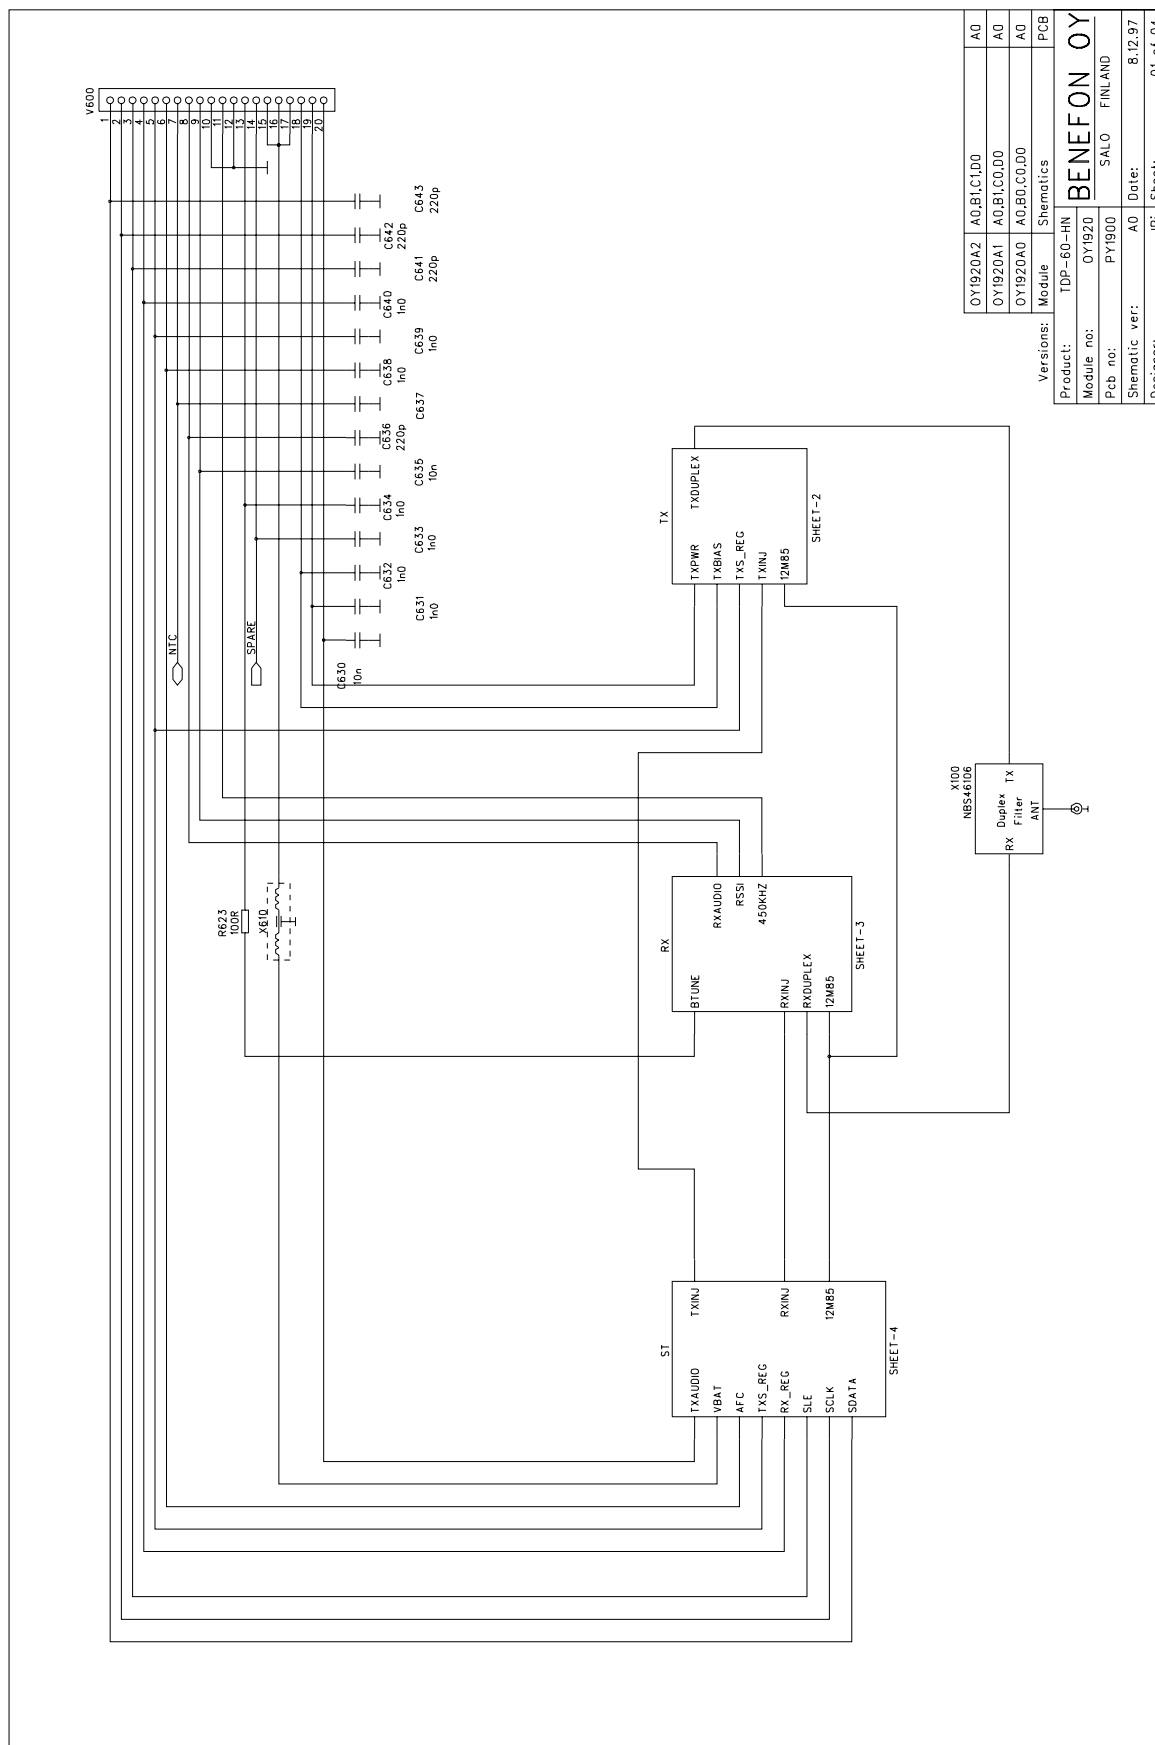 V600
1
2
3
4
5
6
7
8
9
10
11
12
13
14
15
16
17
18
19
20
C643
220p
C642
220p
C641
220p
C640
1n0
C639
1n0
C638
1n0
C637
C636
220p
C635
10n
C634
1n0
C633
1n0
C632
1n0
C631
1n0
C630
10n
NTC
SPARE
R623
100R
X610
TX
TXDUPLEX
TXPWR
TXBIAS
TXS_REG
TXINJ
12M85
SHEET-2
RX
RXAUDIO
RSSI
450KHZ
BTUNE
RXINJ
RXDUPLEX
12M85
SHEET-3
X100
NBS46106
RX
Duplex
Filter
TX
ANT
ST
TXINJ
RXINJ
12M85
TXAUDIO
VBAT
AFC
TXS_REG
RX_REG
SLE
SCLK
SDATA
SHEET-4
OY1920A2 A0,B1,C1,D0 A0
OY1920A1 A0,B1,C0,D0 A0
OY1920A0 A0,B0,C0,D0 A0
Versions: Module Shematics PCB
Product: TDP-60-HN
BENEFON OY
SALO FINLAND
Module no: OY1920
Pcb no: PY1900
Shematic ver: A0 Date: 8.12.97